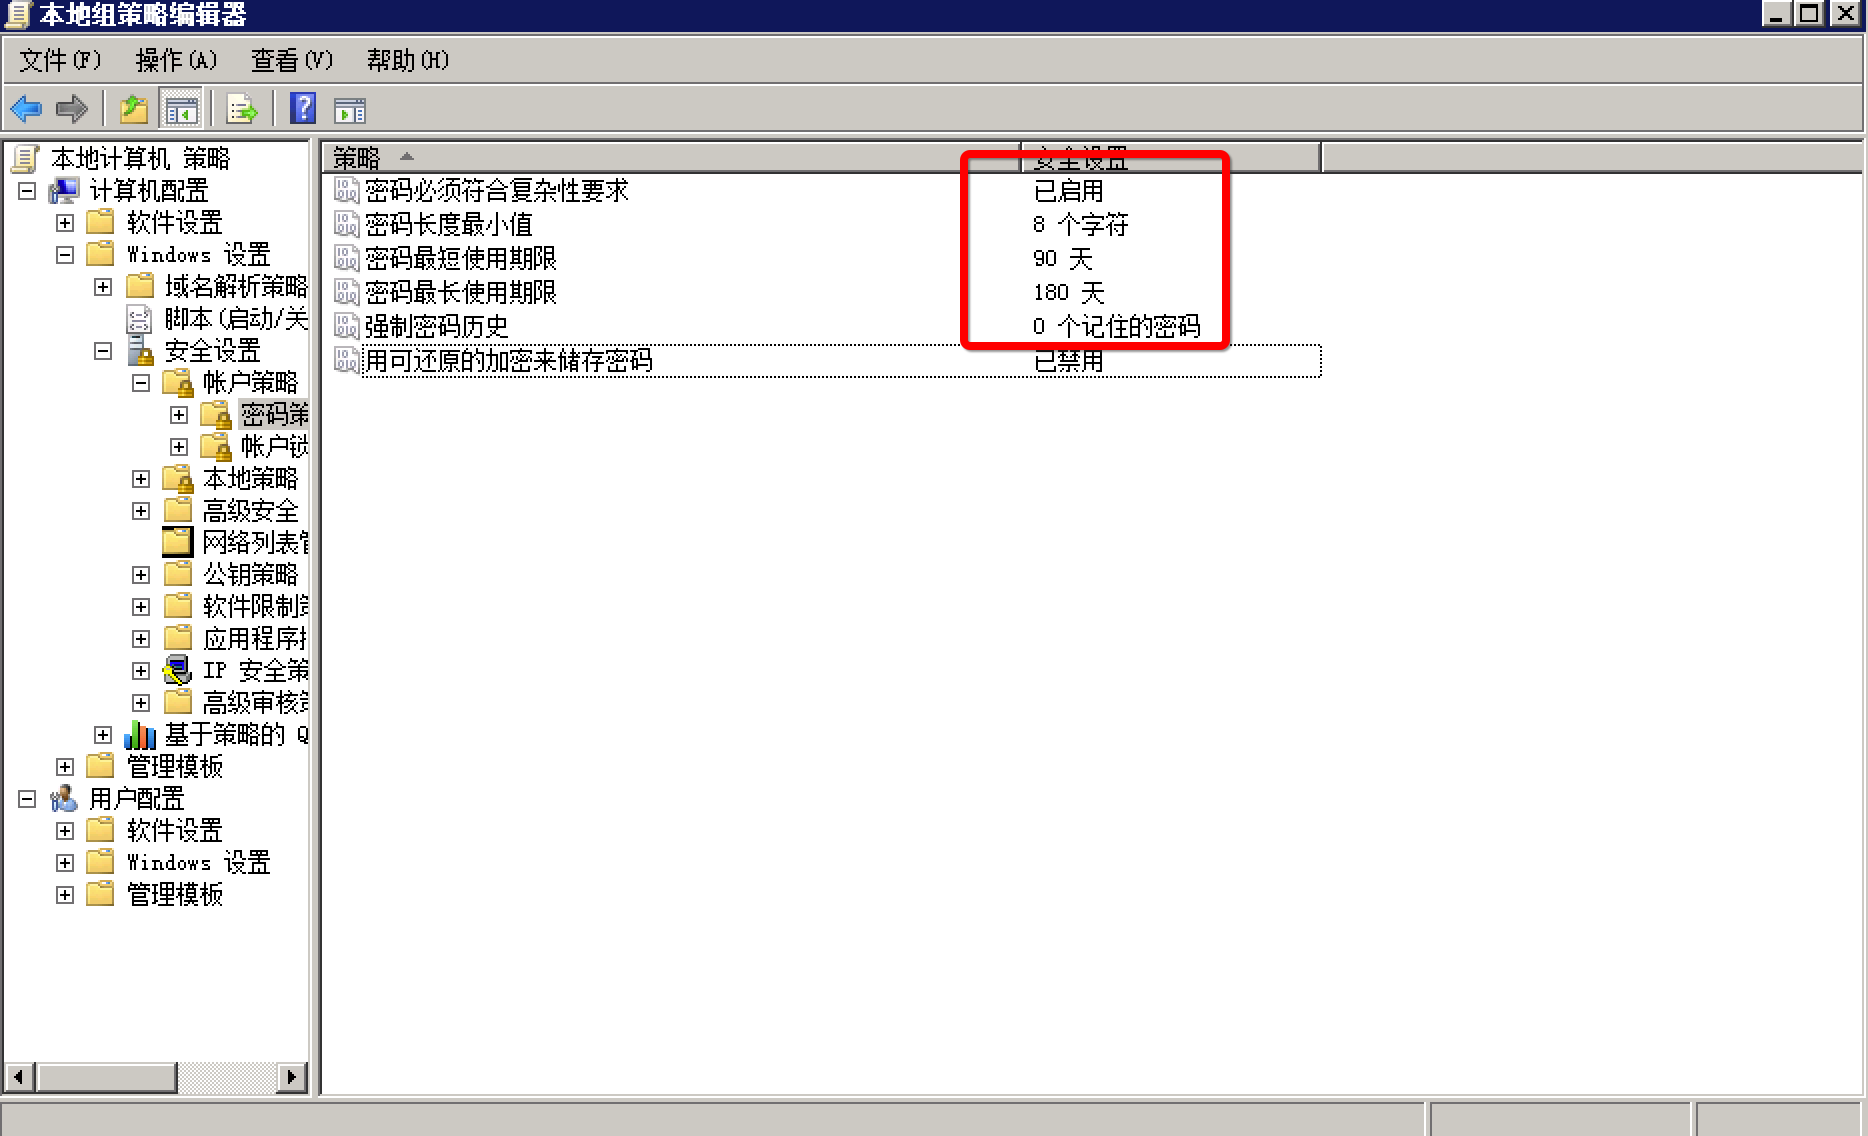 本地组策略编辑器
文件(F) 操作(A) 查看(V) 帮助(H)
本地计算机 策略
计算机配置
软件设置
Windows 设置
域名解析策略
脚本(启动/关
安全设置
帐户策略
密码策
帐户锁
本地策略
高级安全
网络列表管
公钥策略
软件限制策
应用程序控
IP 安全策
高级审核策
基于策略的 Q
管理模板
用户配置
软件设置
Windows 设置
管理模板
策略 安全设置
密码必须符合复杂性要求 已启用
密码长度最小值 8 个字符
密码最短使用期限 90 天
密码最长使用期限 180 天
强制密码历史 0 个记住的密码
用可还原的加密来储存密码 已禁用